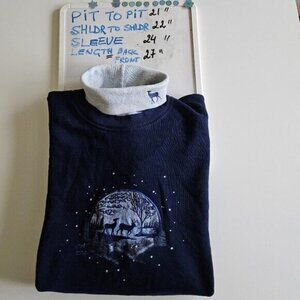 PIT TO PIT 21"
SHLDR TO SHLDR 22"
SLEEVE 24"
LENGTH = BACK
FRONT 27"